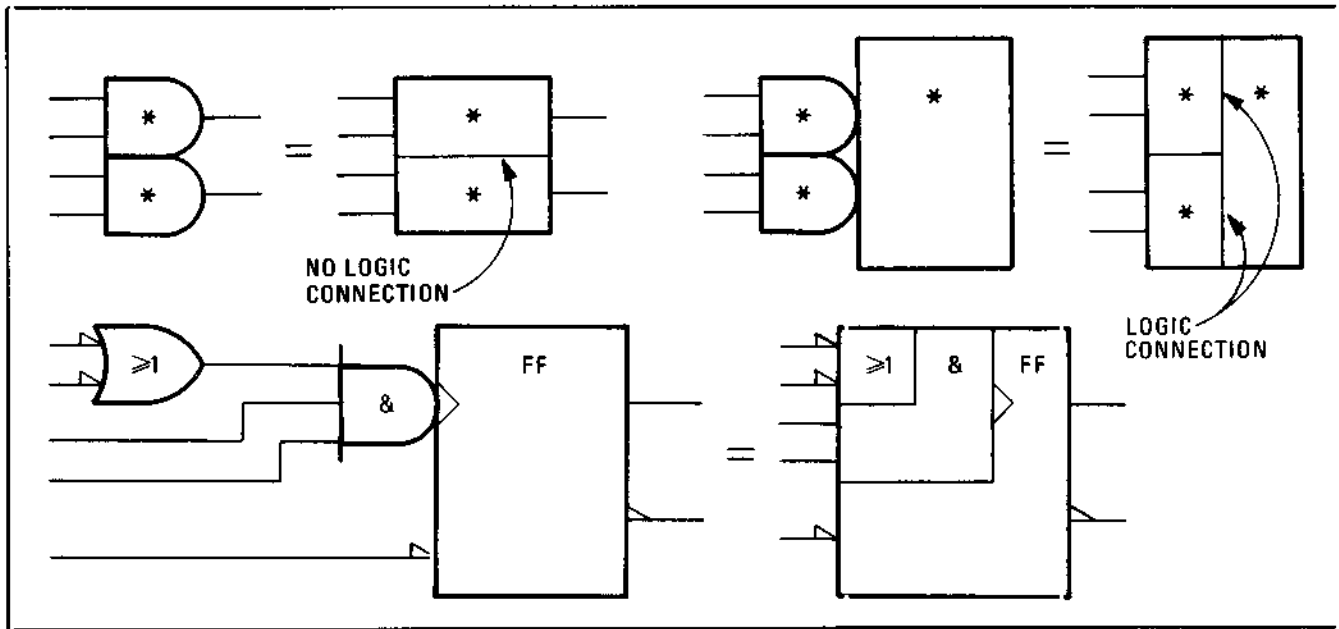 *
*
=
*
*
NO LOGIC
CONNECTION
*
*
*
=
*
*
*
LOGIC
CONNECTION
≥1
&
FF
=
≥1
&
FF